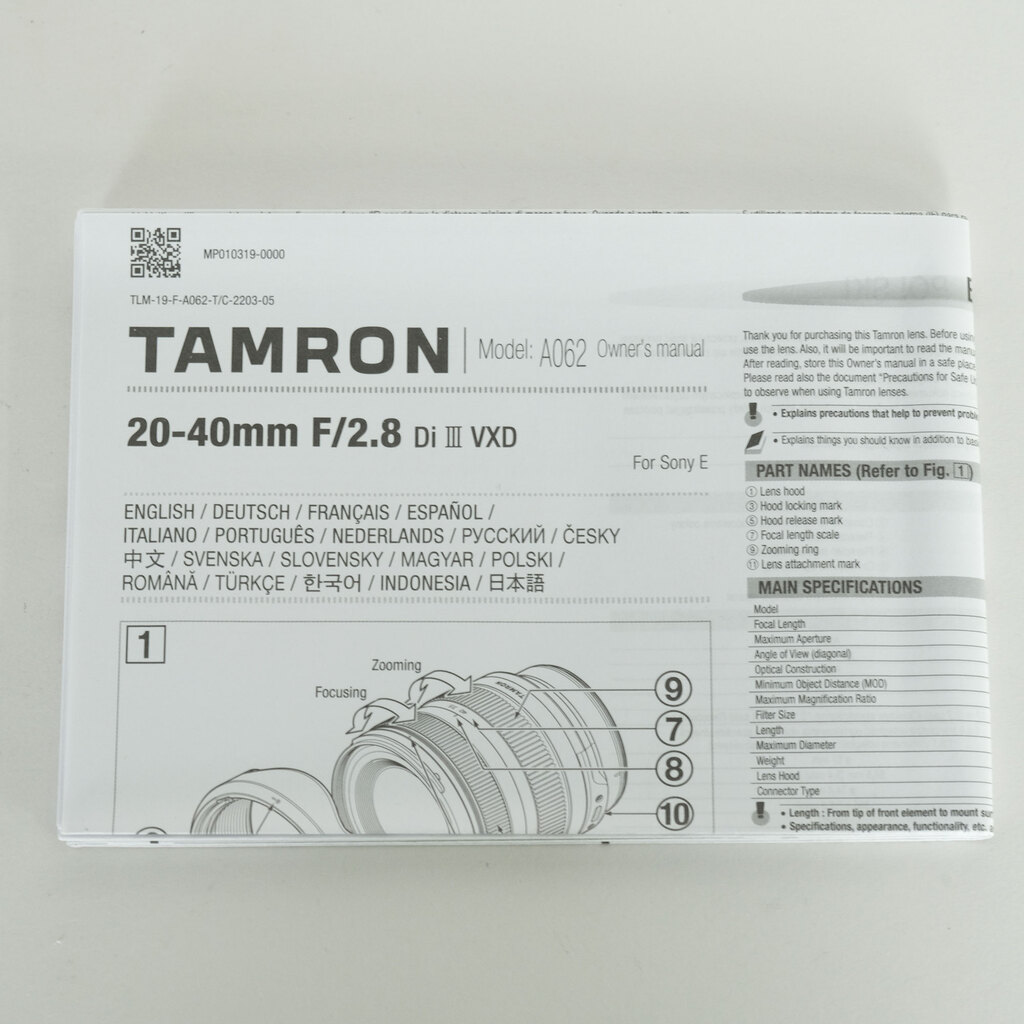 MP010319-0000
TLM-19-F-A062-T/C-2203-05
TAMRON Model: A062 Owner's manual
20-40mm F/2.8 Di III VXD
For Sony E
ENGLISH / DEUTSCH / FRANÇAIS / ESPAÑOL /
ITALIANO / PORTUGUÊS / NEDERLANDS / РУССКИЙ / ČESKY
中文 / SVENSKA / SLOVENSKY / MAGYAR / POLSKI /
ROMÂNĂ / TÜRKÇE / 한국어 / INDONESIA / 日本語
1
Zooming
Focusing
TAMRON
9
7
8
10
Thank you for purchasing this Tamron lens. Before using
use the lens. Also, it will be important to read the manu
After reading, store this Owner's manual in a safe place
Please read also the document "Precautions for Safe U
to observe when using Tamron lenses.
• Explains precautions that help to prevent prob
• Explains things you should know in addition to bas
PART NAMES (Refer to Fig. 1)
① Lens hood
③ Hood locking mark
⑤ Hood release mark
⑦ Focal length scale
⑨ Zooming ring
⑪ Lens attachment mark
MAIN SPECIFICATIONS
Model
Focal Length
Maximum Aperture
Angle of View (diagonal)
Optical Construction
Minimum Object Distance (MOD)
Maximum Magnification Ratio
Filter Size
Length
Maximum Diameter
Weight
Lens Hood
Connector Type
• Length : From tip of front element to mount sur
• Specifications, appearance, functionality, etc. a